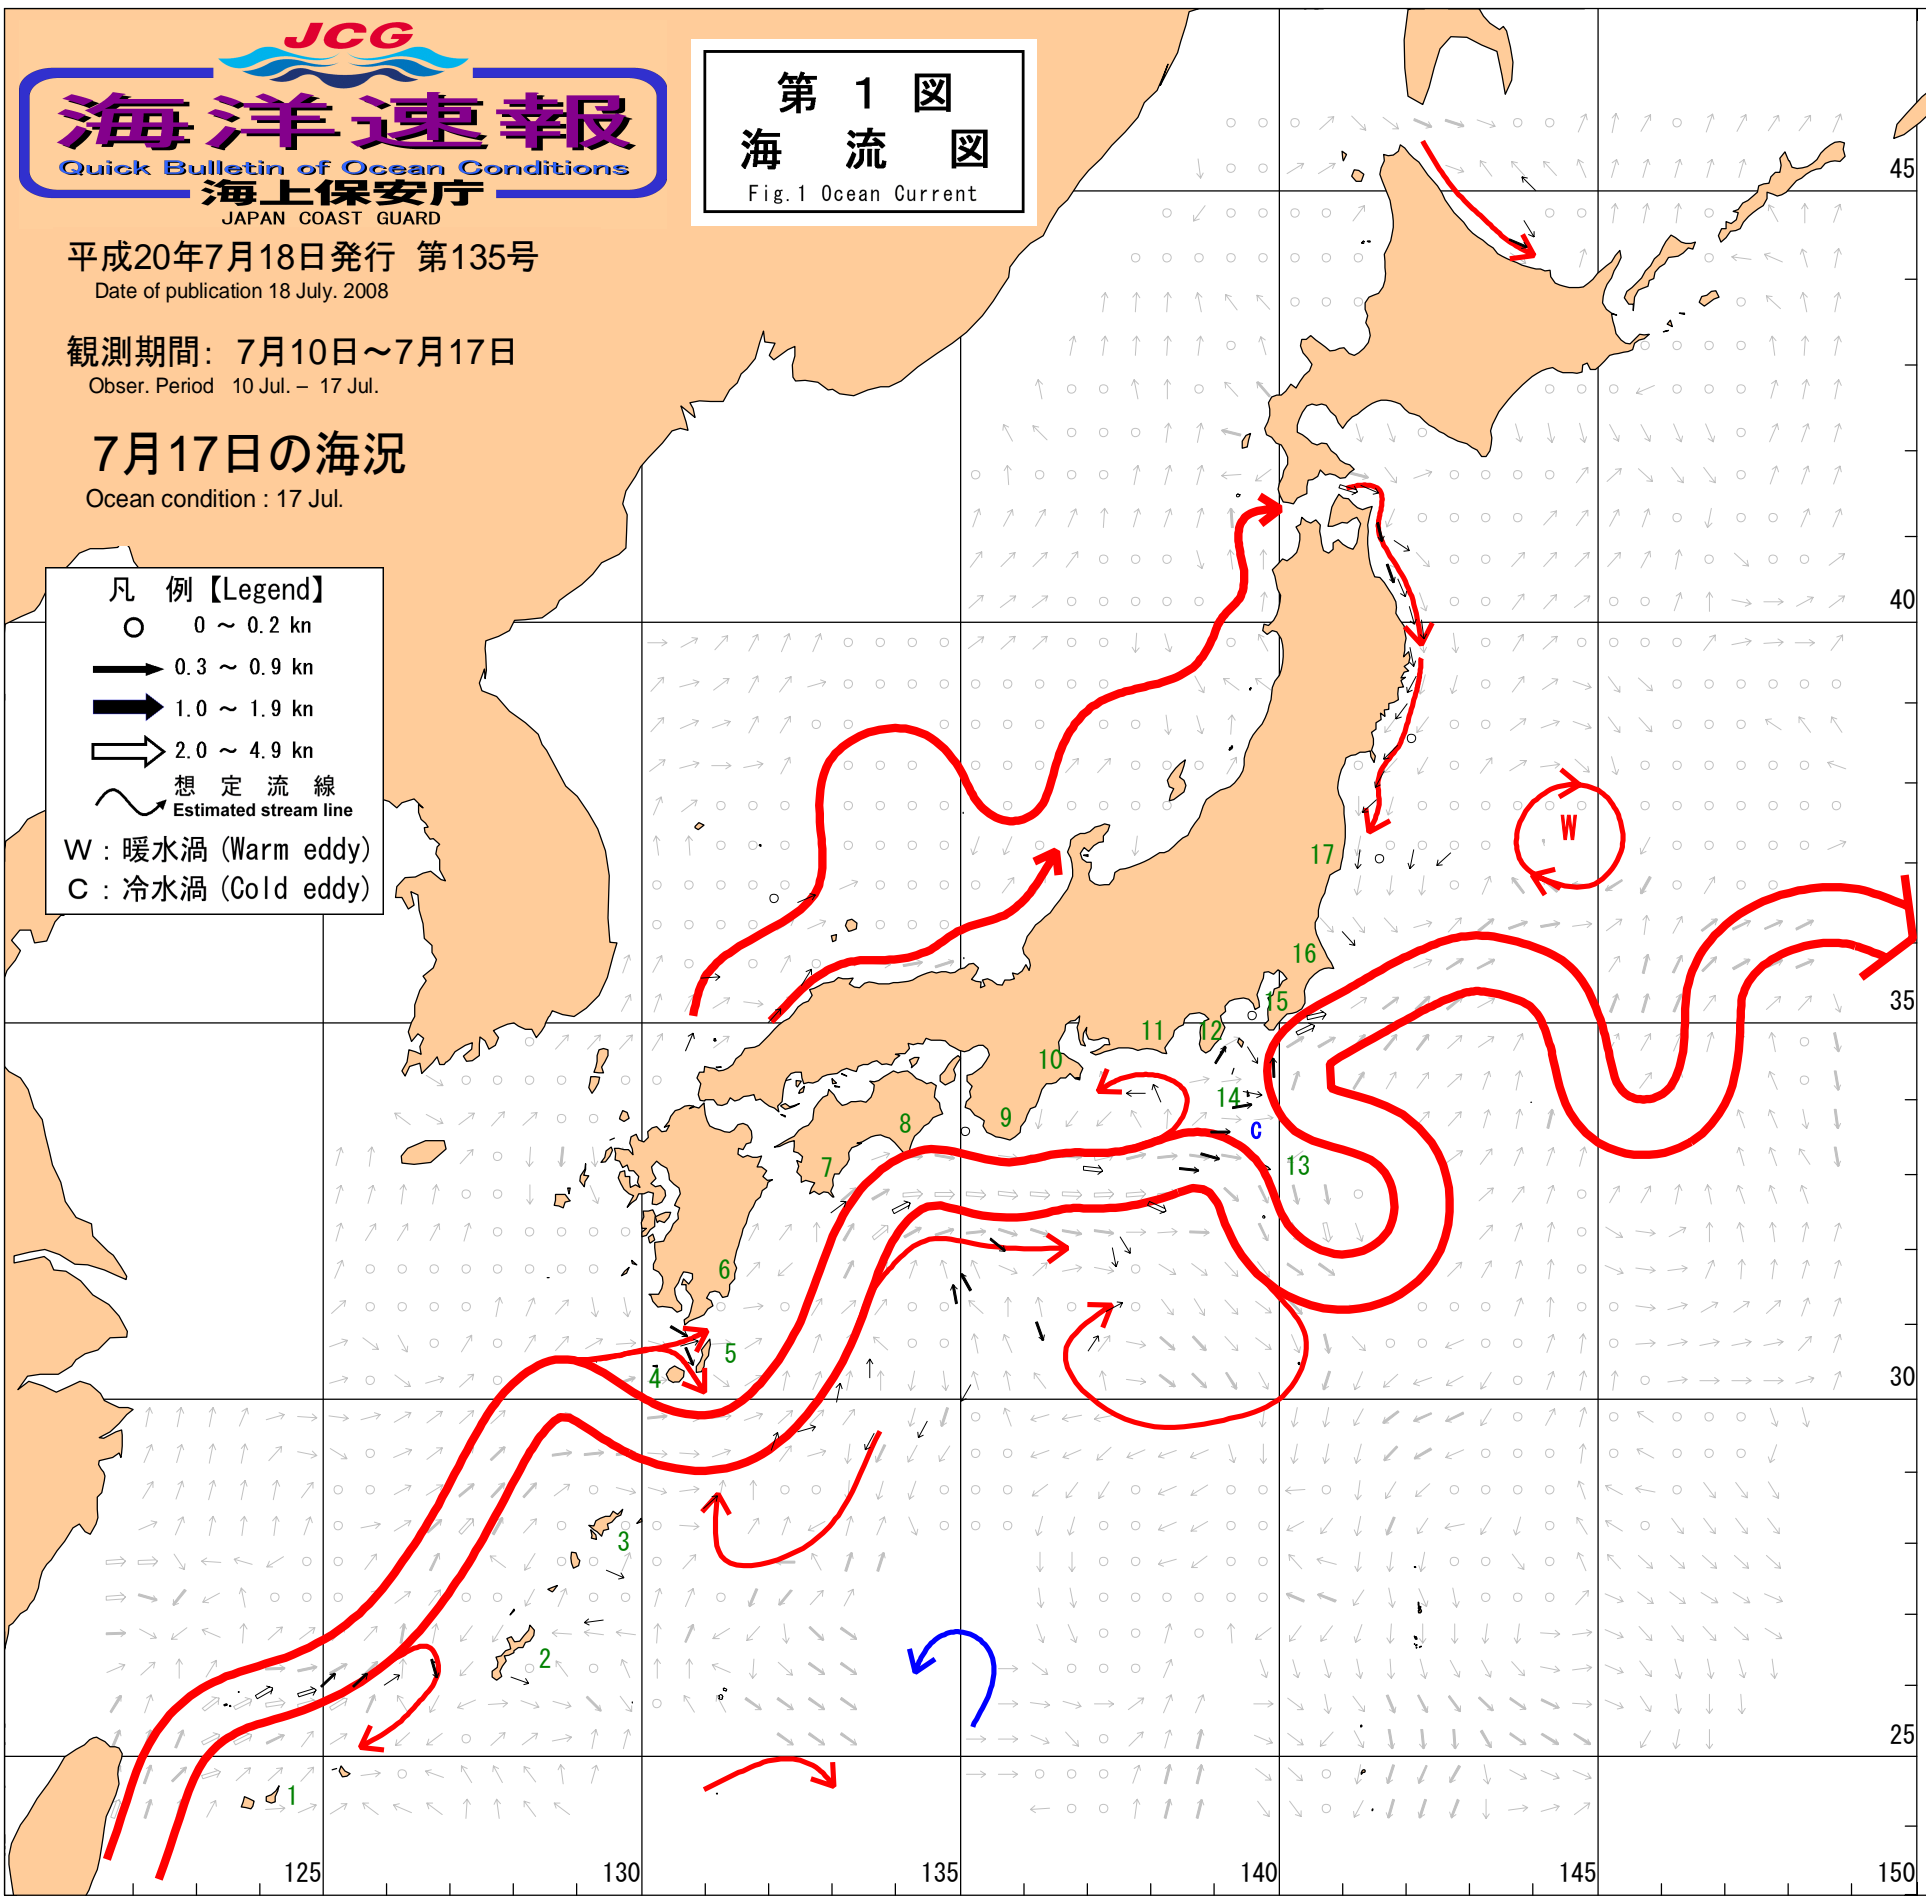 JCG
海洋速報
Quick Bulletin of Ocean Conditions
海上保安庁
JAPAN COAST GUARD
第 1 図
海 流 図
Fig.1 Ocean Current
平成20年7月18日発行 第135号
Date of publication 18 July. 2008
観測期間: 7月10日~7月17日
Obser. Period 10 Jul. – 17 Jul.
7月17日の海況
Ocean condition : 17 Jul.
凡 例【Legend】
0 ~ 0.2 kn
0.3 ~ 0.9 kn
1.0 ~ 1.9 kn
2.0 ~ 4.9 kn
想 定 流 線
Estimated stream line
W : 暖水渦 (Warm eddy)
C : 冷水渦 (Cold eddy)
45
40
W
17
16
35
15
12
11
10
14
9
8
C
13
7
6
5
4
30
3
2
25
1
125
130
135
140
145
150